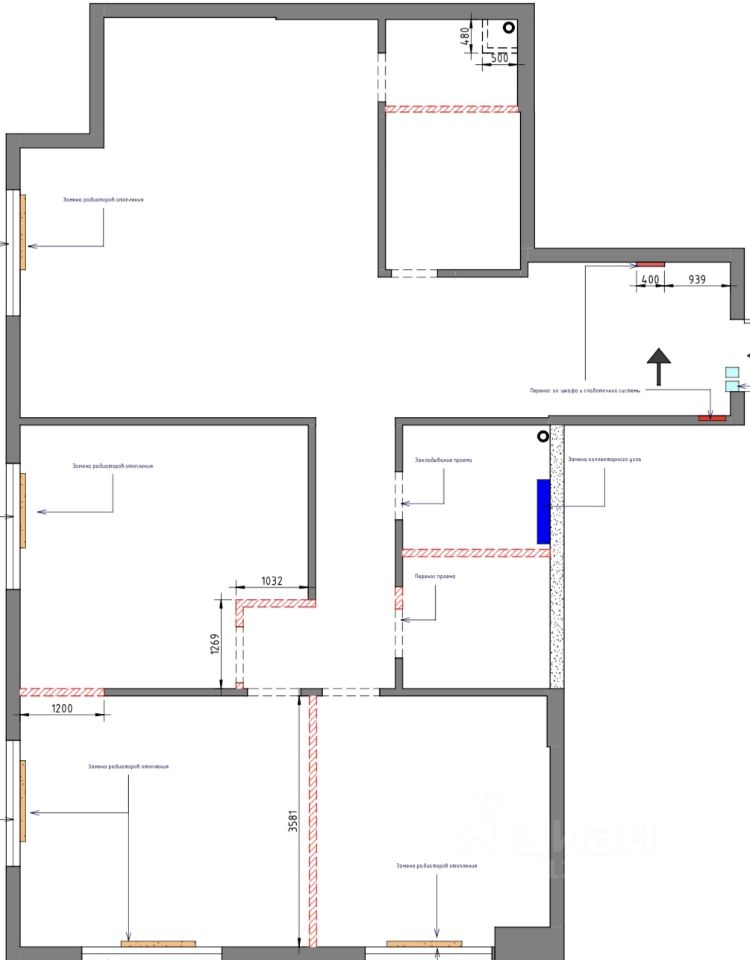 480
500
Замена радиаторов отопления
400
939
Перенос эл. шкафа и слаботочной системы
Замена радиаторов отопления
Закладывание проема
Замена коллекторного узла
1032
Перенос проема
1269
1200
Замена радиаторов отопления
3581
циан
Замена радиаторов отопления